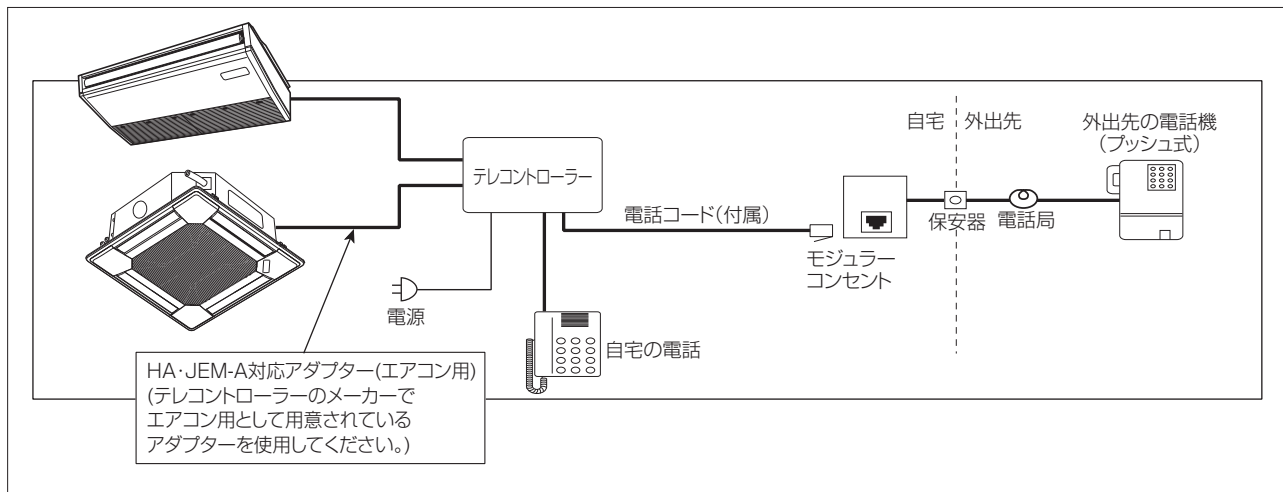 自宅
外出先
外出先の電話機
(プッシュ式)
テレコントローラー
電話コード(付属)
保安器
電話局
モジュラー
コンセント
電源
自宅の電話
HA・JEM-A対応アダプター(エアコン用)
(テレコントローラーのメーカーで
エアコン用として用意されている
アダプターを使用してください。)